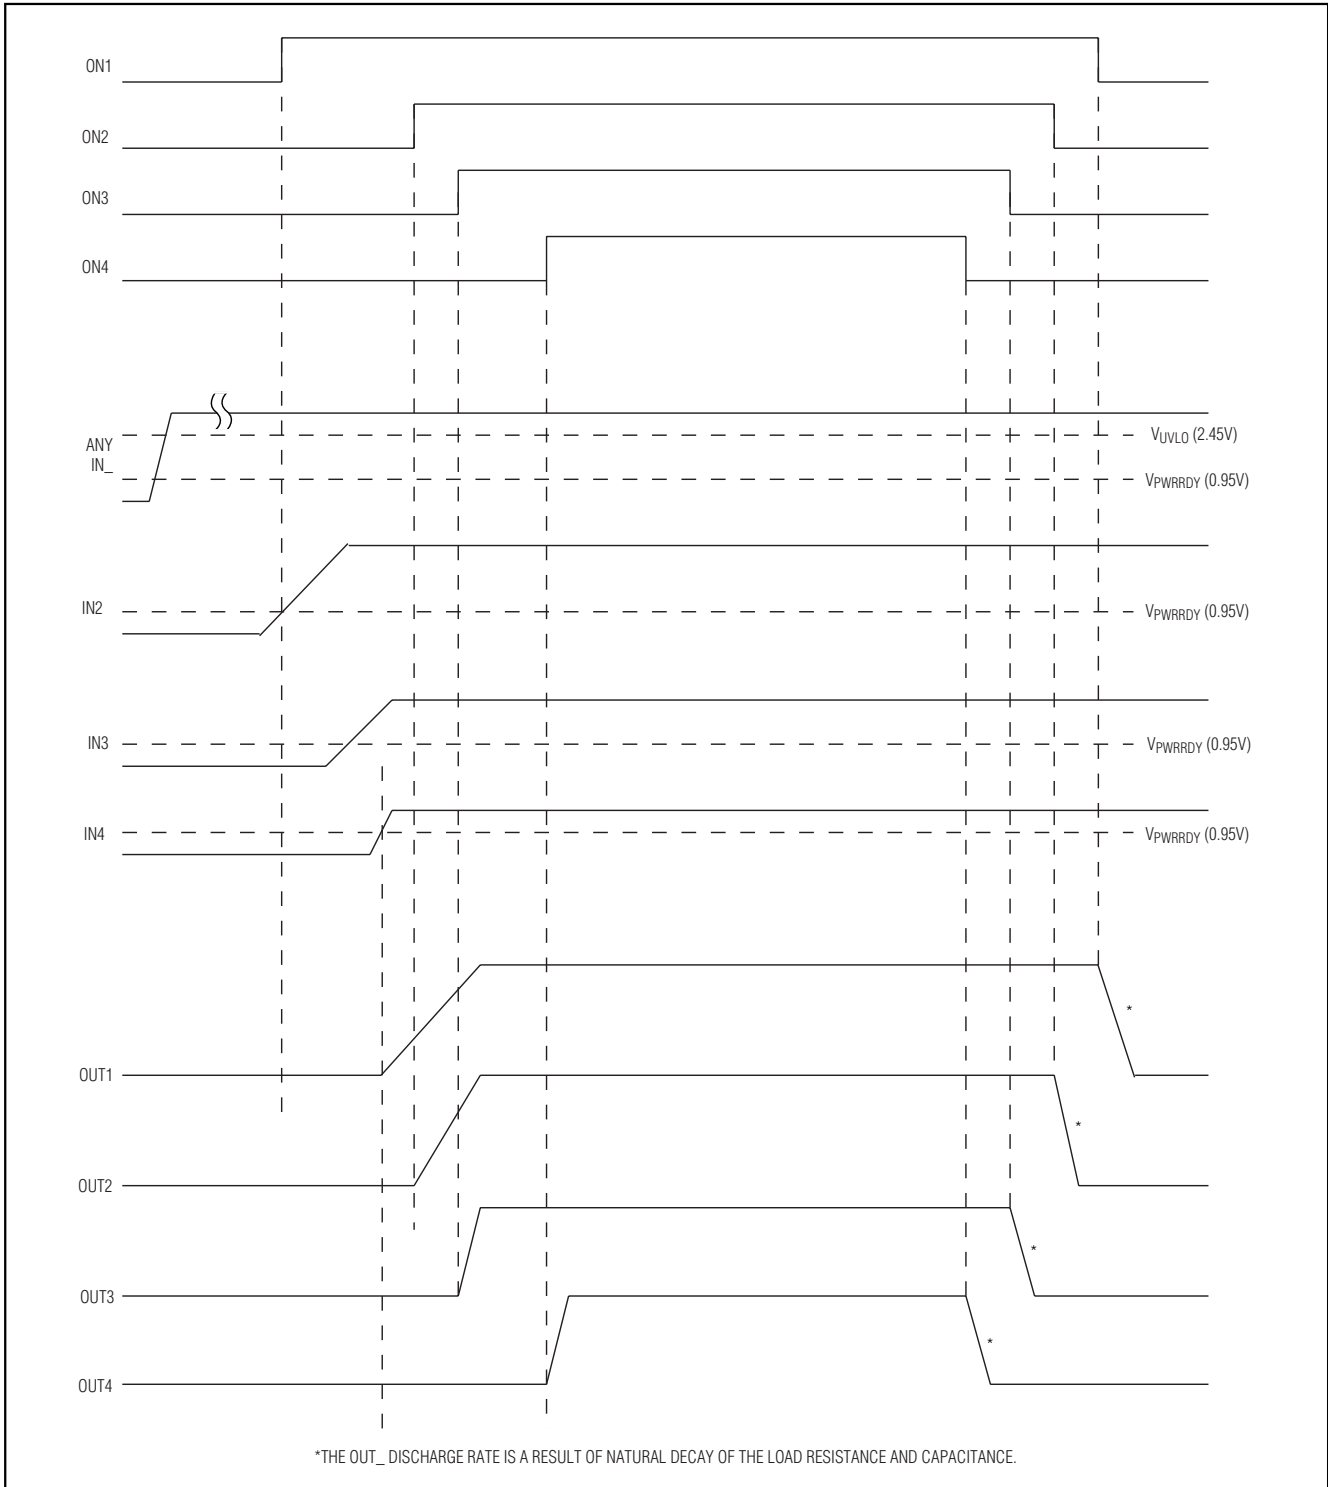 ON1
ON2
ON3
ON4
ANY
IN_
VUVLO (2.45V)
VPWRRDY (0.95V)
IN2
VPWRRDY (0.95V)
IN3
VPWRRDY (0.95V)
IN4
VPWRRDY (0.95V)
*
OUT1
*
OUT2
*
OUT3
*
OUT4
*THE OUT_ DISCHARGE RATE IS A RESULT OF NATURAL DECAY OF THE LOAD RESISTANCE AND CAPACITANCE.